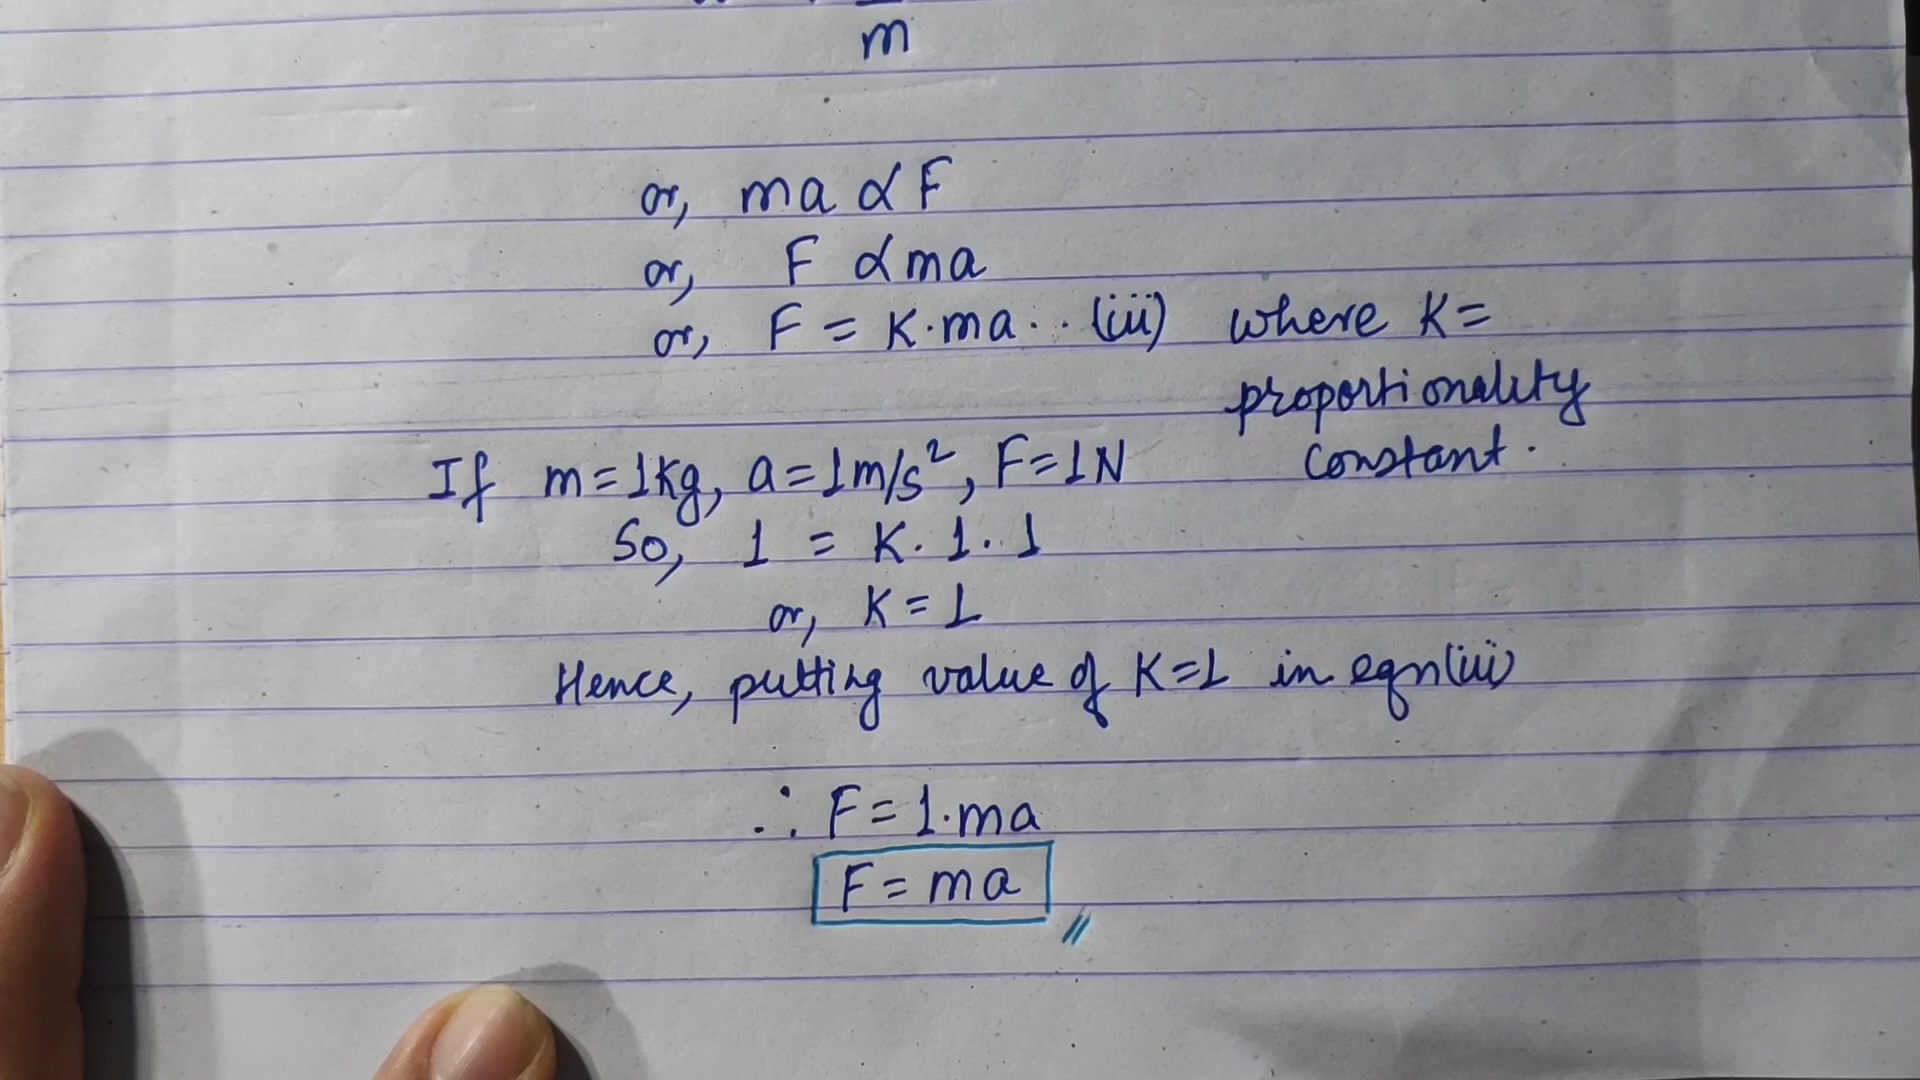 m
or, ma α F
or, F α ma
or, F = K·ma... (iii) where K=
proportionality
constant.
If m=1kg, a=1m/s², F=1N
So, 1 = K. 1. 1
or, K=1
Hence, putting value of K=1 in eqn(iii)
∴ F=1.ma
F=ma